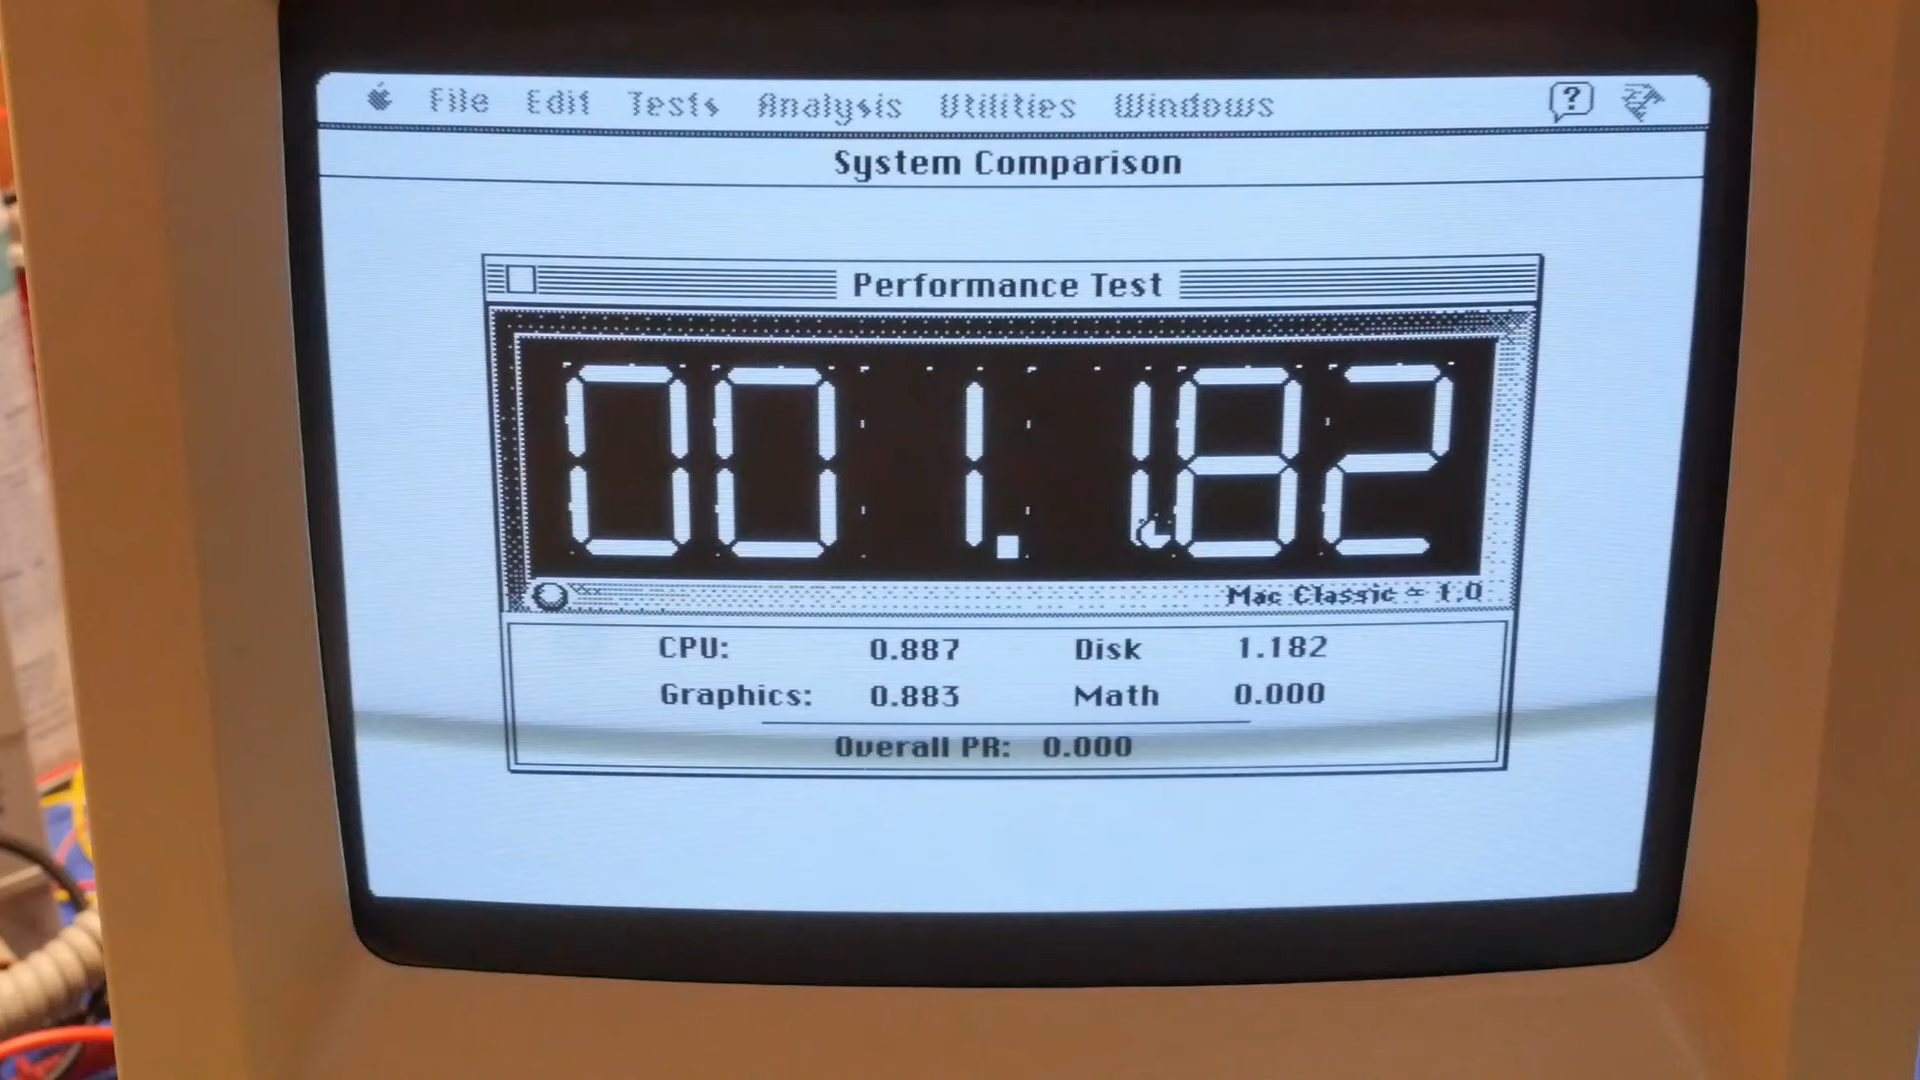 File Edit Tests Analysis Utilities Windows ?
System Comparison
Performance Test
001.182
Mac Classic = 1.0
CPU: 0.887 Disk 1.182
Graphics: 0.883 Math 0.000
Overall PR: 0.000